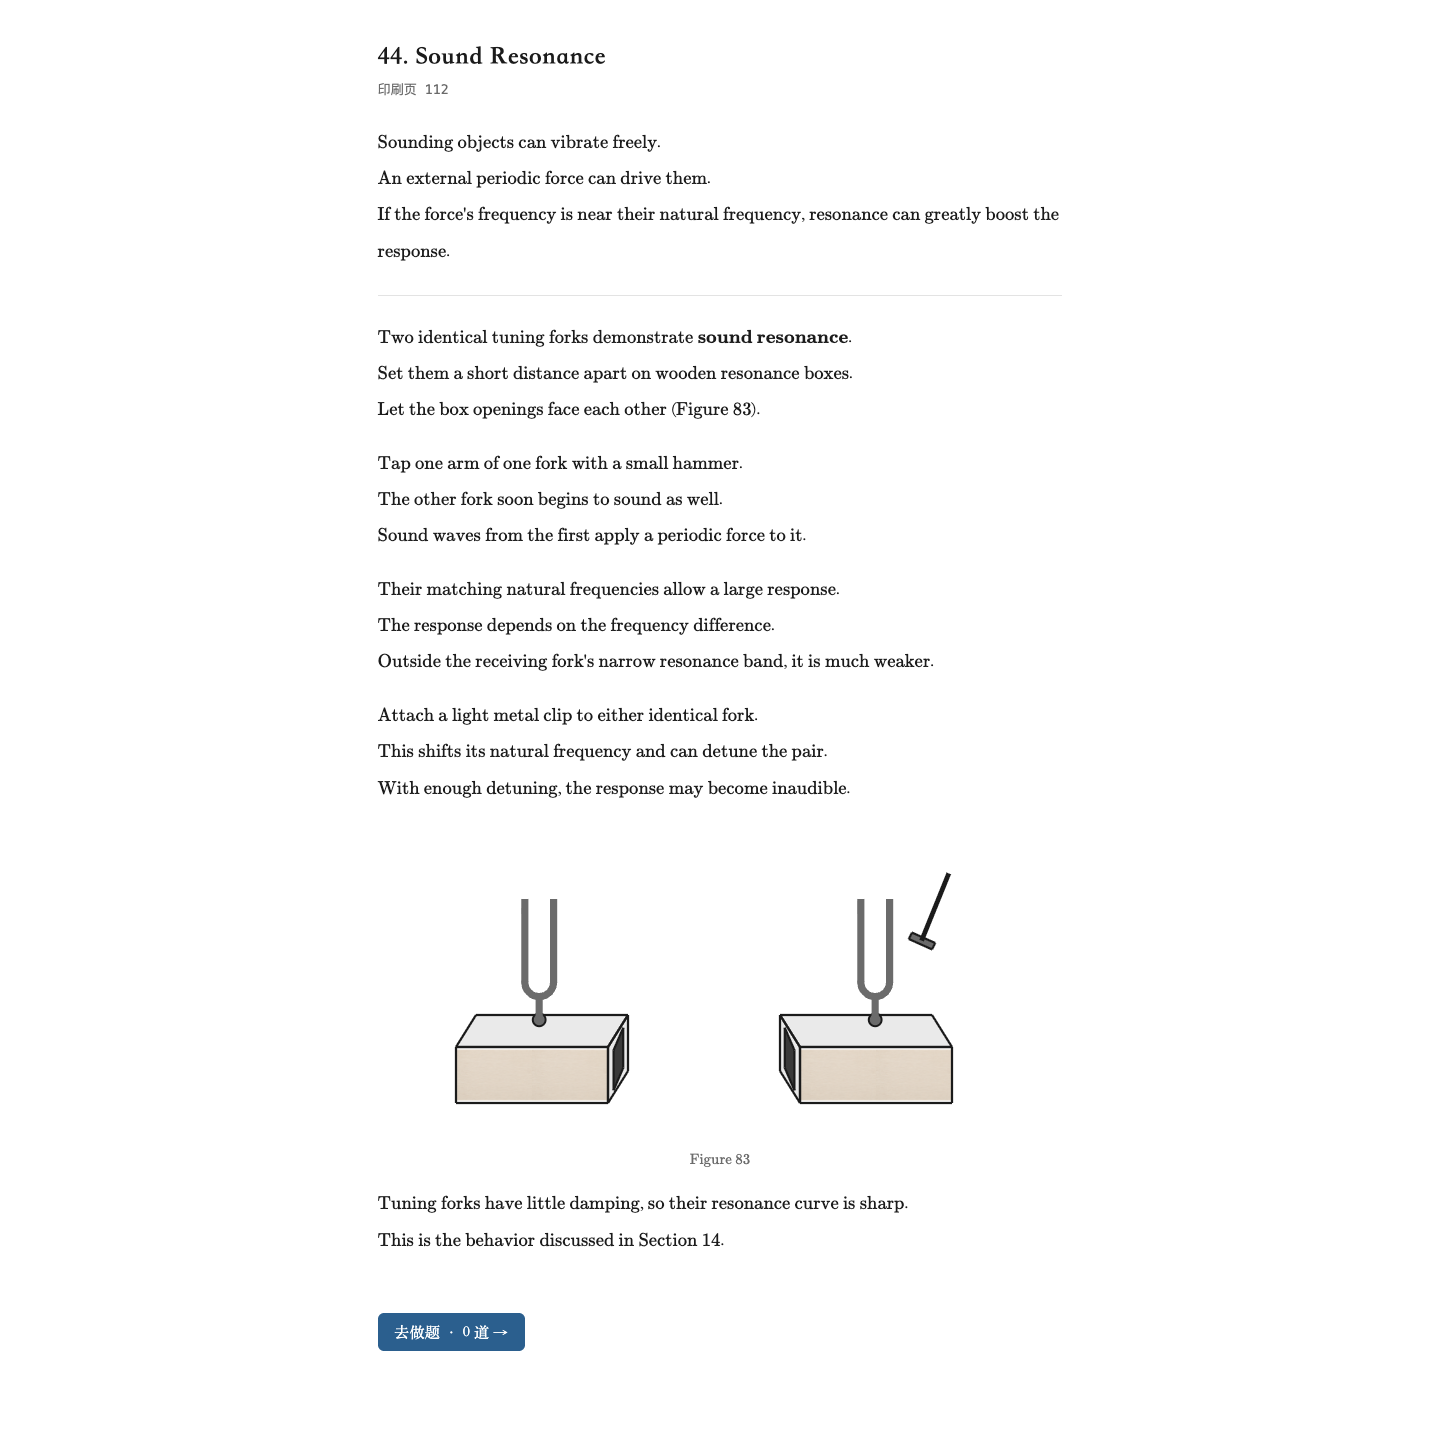 44. Sound Resonance
印刷页 112
Sounding objects can vibrate freely.
An external periodic force can drive them.
If the force's frequency is near their natural frequency, resonance can greatly boost the
response.
Two identical tuning forks demonstrate sound resonance.
Set them a short distance apart on wooden resonance boxes.
Let the box openings face each other (Figure 83).
Tap one arm of one fork with a small hammer.
The other fork soon begins to sound as well.
Sound waves from the first apply a periodic force to it.
Their matching natural frequencies allow a large response.
The response depends on the frequency difference.
Outside the receiving fork's narrow resonance band, it is much weaker.
Attach a light metal clip to either identical fork.
This shifts its natural frequency and can detune the pair.
With enough detuning, the response may become inaudible.
Figure 83
Tuning forks have little damping, so their resonance curve is sharp.
This is the behavior discussed in Section 14.
去做题 · 0 道 →